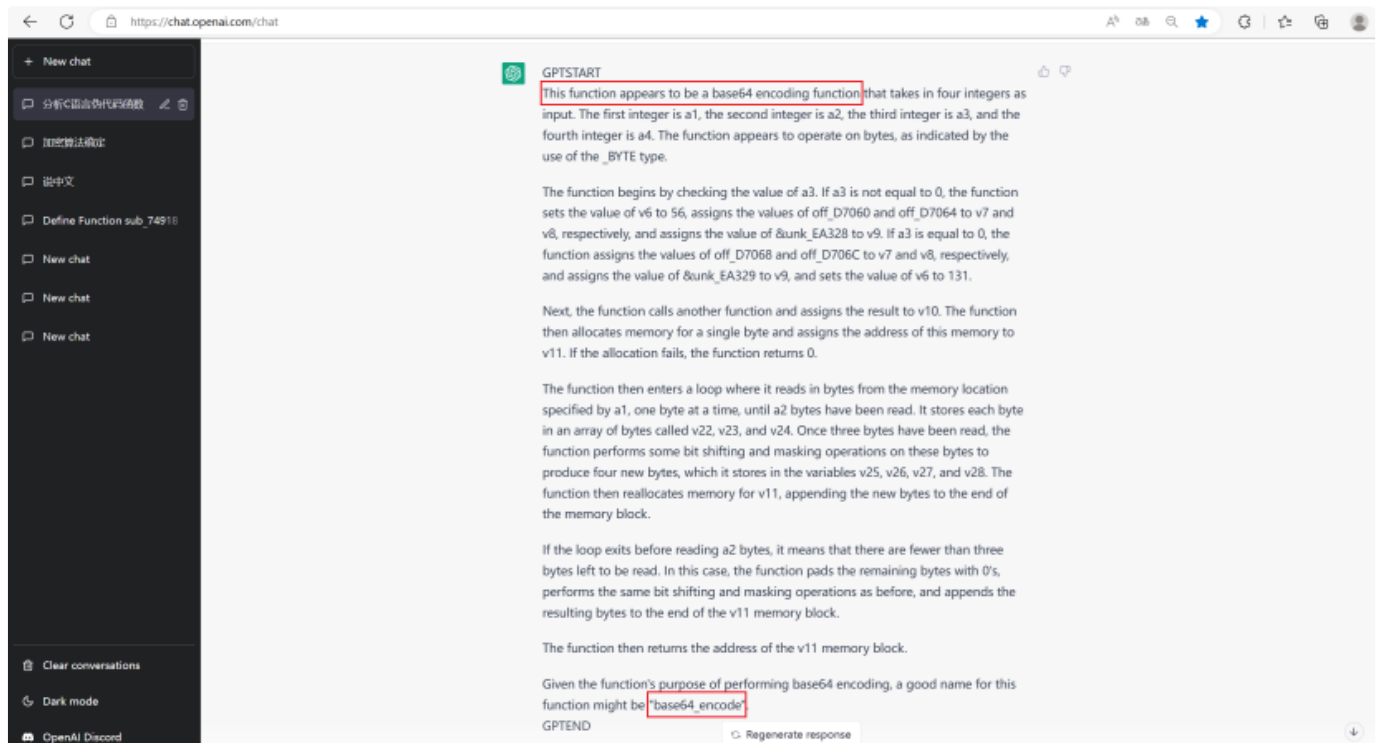 https://chat.openai.com/chat
+ New chat
分析C语言伪代码函数
加密算法确定
说中文
Define Function sub_74918
New chat
New chat
New chat
Clear conversations
Dark mode
OpenAI Discord
GPTSTART
This function appears to be a base64 encoding function that takes in four integers as
input. The first integer is a1, the second integer is a2, the third integer is a3, and the
fourth integer is a4. The function appears to operate on bytes, as indicated by the
use of the _BYTE type.
The function begins by checking the value of a3. If a3 is not equal to 0, the function
sets the value of v6 to 56, assigns the values of off_D7060 and off_D7064 to v7 and
v8, respectively, and assigns the value of &unk_EA328 to v9. If a3 is equal to 0, the
function assigns the values of off_D7068 and off_D706C to v7 and v8, respectively,
and assigns the value of &unk_EA329 to v9, and sets the value of v6 to 131.
Next, the function calls another function and assigns the result to v10. The function
then allocates memory for a single byte and assigns the address of this memory to
v11. If the allocation fails, the function returns 0.
The function then enters a loop where it reads in bytes from the memory location
specified by a1, one byte at a time, until a2 bytes have been read. It stores each byte
in an array of bytes called v22, v23, and v24. Once three bytes have been read, the
function performs some bit shifting and masking operations on these bytes to
produce four new bytes, which it stores in the variables v25, v26, v27, and v28. The
function then reallocates memory for v11, appending the new bytes to the end of
the memory block.
If the loop exits before reading a2 bytes, it means that there are fewer than three
bytes left to be read. In this case, the function pads the remaining bytes with 0's,
performs the same bit shifting and masking operations as before, and appends the
resulting bytes to the end of the v11 memory block.
The function then returns the address of the v11 memory block.
Given the function's purpose of performing base64 encoding, a good name for this
function might be "base64_encode".
GPTEND
Regenerate response